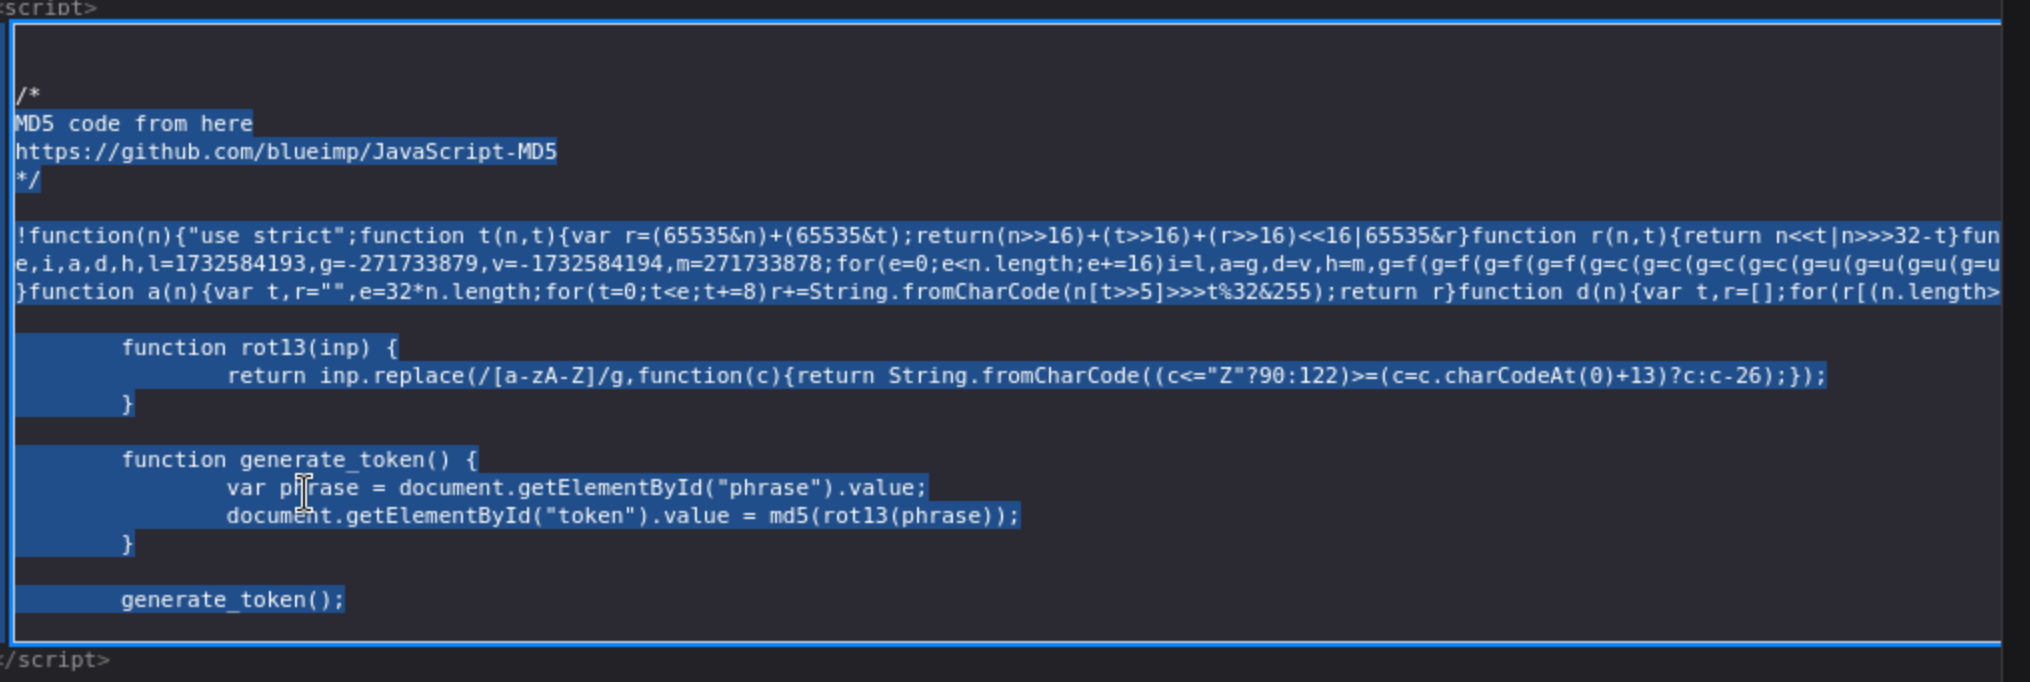 <script>
/*
MD5 code from here
https://github.com/blueimp/JavaScript-MD5
*/
!function(n){"use strict";function t(n,t){var r=(65535&n)+(65535&t);return(n>>16)+(t>>16)+(r>>16)<<16|65535&r}function r(n,t){return n<<t|n>>>32-t}fun
e,i,a,d,h,l=1732584193,g=-271733879,v=-1732584194,m=271733878;for(e=0;e<n.length;e+=16)i=l,a=g,d=v,h=m,g=f(g=f(g=f(g=f(g=c(g=c(g=c(g=c(g=u(g=u(g=u(g=u
}function a(n){var t,r="",e=32*n.length;for(t=0;t<e;t+=8)r+=String.fromCharCode(n[t>>5]>>>t%32&255);return r}function d(n){var t,r=[];for(r[(n.length>
function rot13(inp) {
return inp.replace(/[a-zA-Z]/g,function(c){return String.fromCharCode((c<="Z"?90:122)>=(c=c.charCodeAt(0)+13)?c:c-26);});
}
function generate_token() {
var phrase = document.getElementById("phrase").value;
document.getElementById("token").value = md5(rot13(phrase));
}
generate_token();
</script>